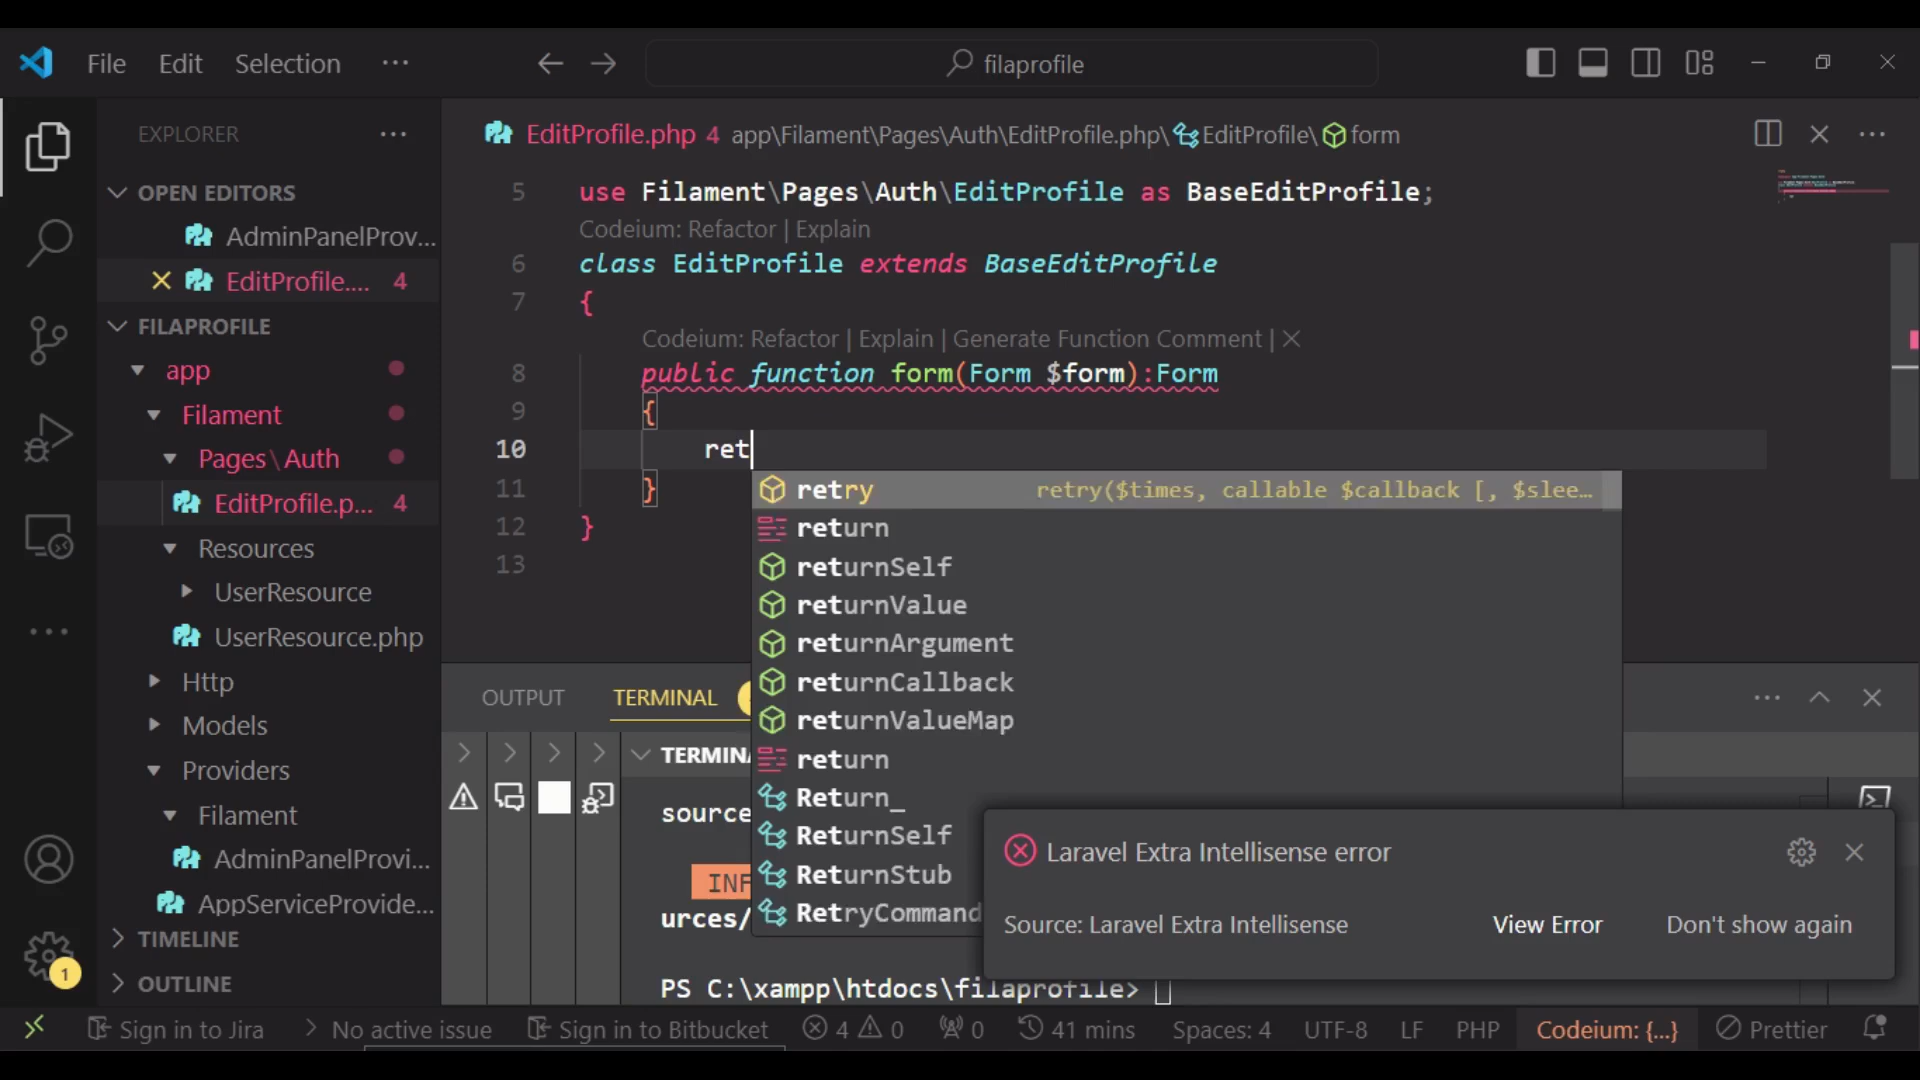 File Edit Selection ··· filaprofile
EXPLORER ···
OPEN EDITORS
AdminPanelProv...
EditProfile.... 4
FILAPROFILE
app
Filament
Pages\Auth
EditProfile.p... 4
Resources
UserResource
UserResource.php
Http
Models
Providers
Filament
AdminPanelProvi...
AppServiceProvide...
TIMELINE
OUTLINE
1
EditProfile.php 4 app\Filament\Pages\Auth\EditProfile.php\EditProfile\form
5 use Filament\Pages\Auth\EditProfile as BaseEditProfile;
Codeium: Refactor | Explain
6 class EditProfile extends BaseEditProfile
7 {
Codeium: Refactor | Explain | Generate Function Comment | ×
8 public function form(Form $form):Form
9 {
10 ret
11 }
12 }
13
retry retry($times, callable $callback [, $slee...
return
returnSelf
returnValue
returnArgument
returnCallback
returnValueMap
return
Return_
ReturnSelf
ReturnStub
RetryCommand
OUTPUT TERMINAL
TERMINA
source
INF
urces/
PS C:\xampp\htdocs\filaprofile>
Laravel Extra Intellisense error
Source: Laravel Extra Intellisense View Error Don't show again
Sign in to Jira No active issue Sign in to Bitbucket 4 0 0 41 mins Spaces: 4 UTF-8 LF PHP Codeium: {...} Prettier